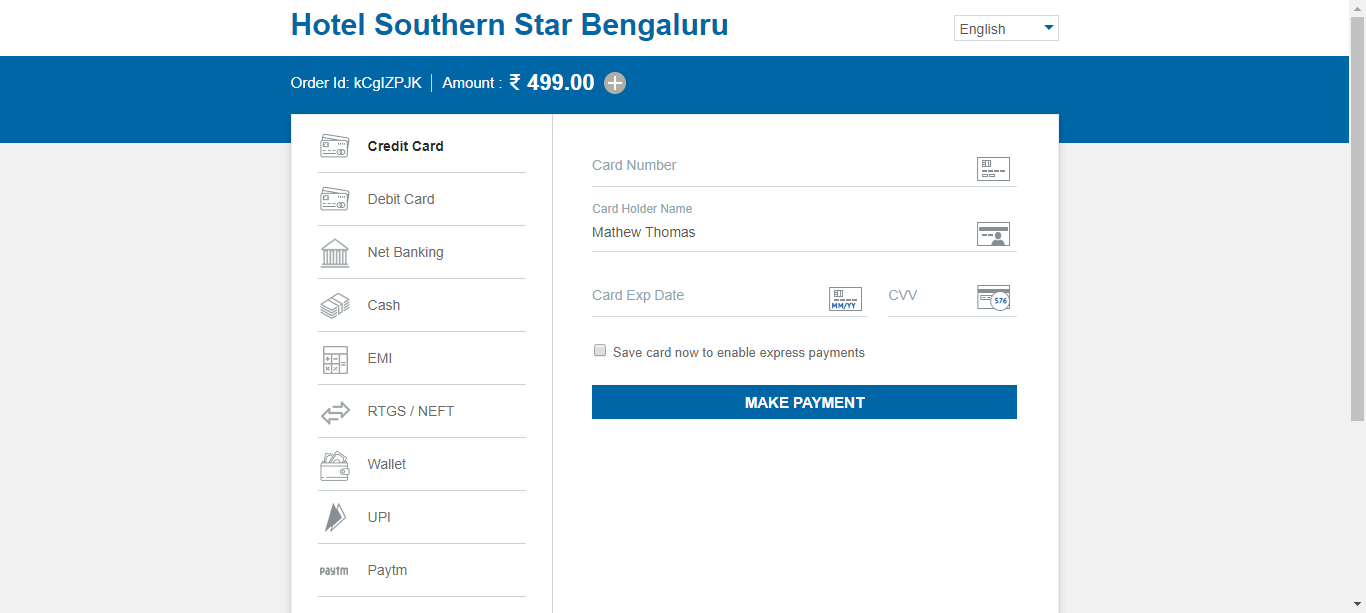 Hotel Southern Star Bengaluru
English
Order Id: kCgIZPJK | Amount : ₹ 499.00
Credit Card
Debit Card
Net Banking
Cash
EMI
RTGS / NEFT
Wallet
UPI
paytm Paytm
Card Number
Card Holder Name
Mathew Thomas
Card Exp Date
MM/YY
CVV
576
Save card now to enable express payments
MAKE PAYMENT